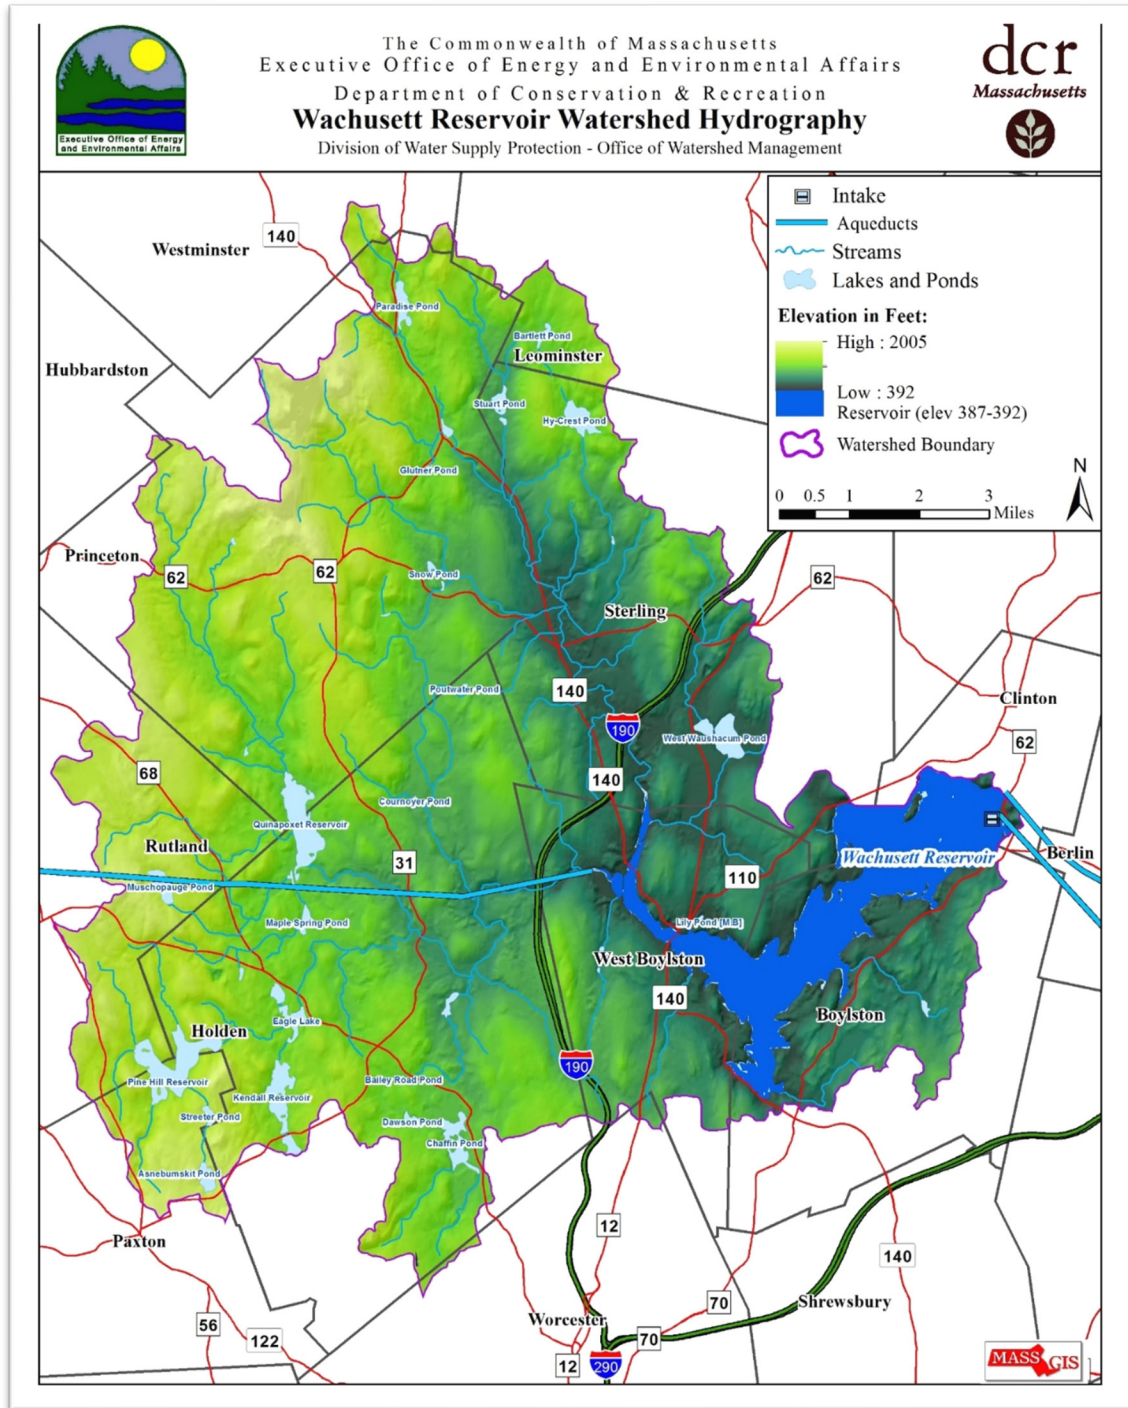 The Commonwealth of Massachusetts
Executive Office of Energy and Environmental Affairs
Department of Conservation & Recreation
Wachusett Reservoir Watershed Hydrography
Division of Water Supply Protection - Office of Watershed Management
Executive Office of Energy
and Environmental Affairs
dcr
Massachusetts
Intake
Aqueducts
Streams
Lakes and Ponds
Elevation in Feet:
High : 2005
Low : 392
Reservoir (elev 387-392)
Watershed Boundary
N
0 0.5 1 2 3
Miles
Westminster
140
Paradise Pond
Bartlett Pond
Leominster
Hubbardston
Stuart Pond
Hy-Crest Pond
Glutner Pond
Princeton
62
62
Snow Pond
62
Sterling
Poutwater Pond
140
Clinton
190
West Waushacum Pond
62
68
140
Cournoyer Pond
Quinapoxet Reservoir
Rutland
31
Wachusett Reservoir
Berlin
110
Muschopauge Pond
Maple Spring Pond
Lily Pond [M.B]
West Boylston
140
Boylston
Eagle Lake
Holden
190
Pine Hill Reservoir
Bailey Road Pond
Kendall Reservoir
Streeter Pond
Dawson Pond
Chaffin Pond
Asnebumskit Pond
Paxton
12
140
70
Shrewsbury
56
122
Worcester
70
12
290
MASS GIS